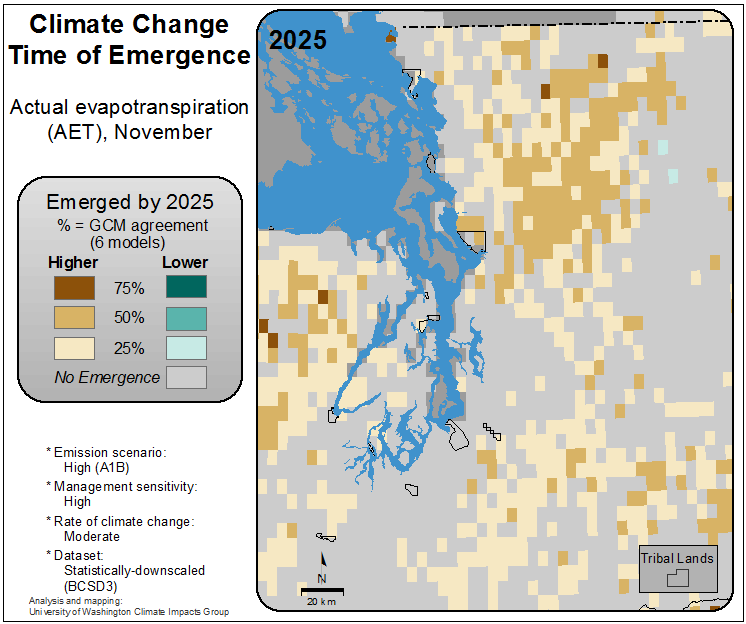 Climate Change
Time of Emergence
Actual evapotranspiration
(AET), November
Emerged by 2025
% = GCM agreement
(6 models)
Higher Lower
75%
50%
25%
No Emergence
* Emission scenario:
High (A1B)
* Management sensitivity:
High
* Rate of climate change:
Moderate
* Dataset:
Statistically-downscaled
(BCSD3)
Analysis and mapping:
University of Washington Climate Impacts Group
2025
N
20 km
Tribal Lands